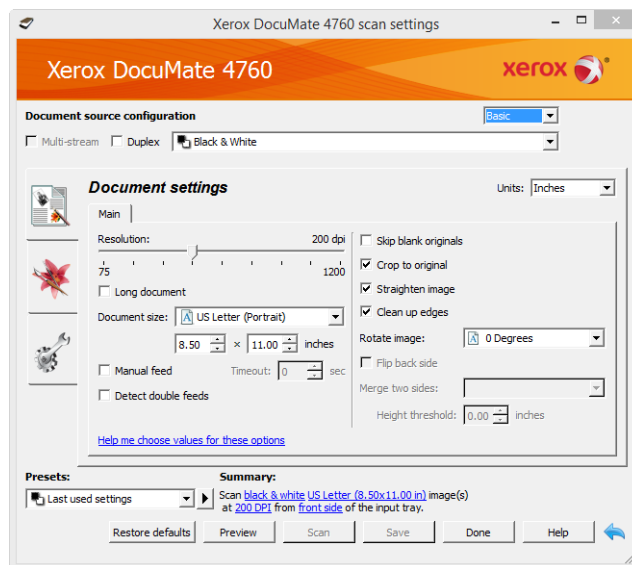 Xerox DocuMate 4760 scan settings
Xerox DocuMate 4760
xerox
Document source configuration
Basic
Multi-stream
Duplex
Black & White
Document settings
Units: Inches
Main
Resolution: 200 dpi
75 1200
Long document
Document size: US Letter (Portrait)
8.50 × 11.00 inches
Manual feed Timeout: 0 sec
Detect double feeds
Help me choose values for these options
Skip blank originals
Crop to original
Straighten image
Clean up edges
Rotate image: 0 Degrees
Flip back side
Merge two sides:
Height threshold: 0.00 inches
Presets:
Last used settings
Summary:
Scan black & white US Letter (8.50x11.00 in) image(s)
at 200 DPI from front side of the input tray.
Restore defaults Preview Scan Save Done Help